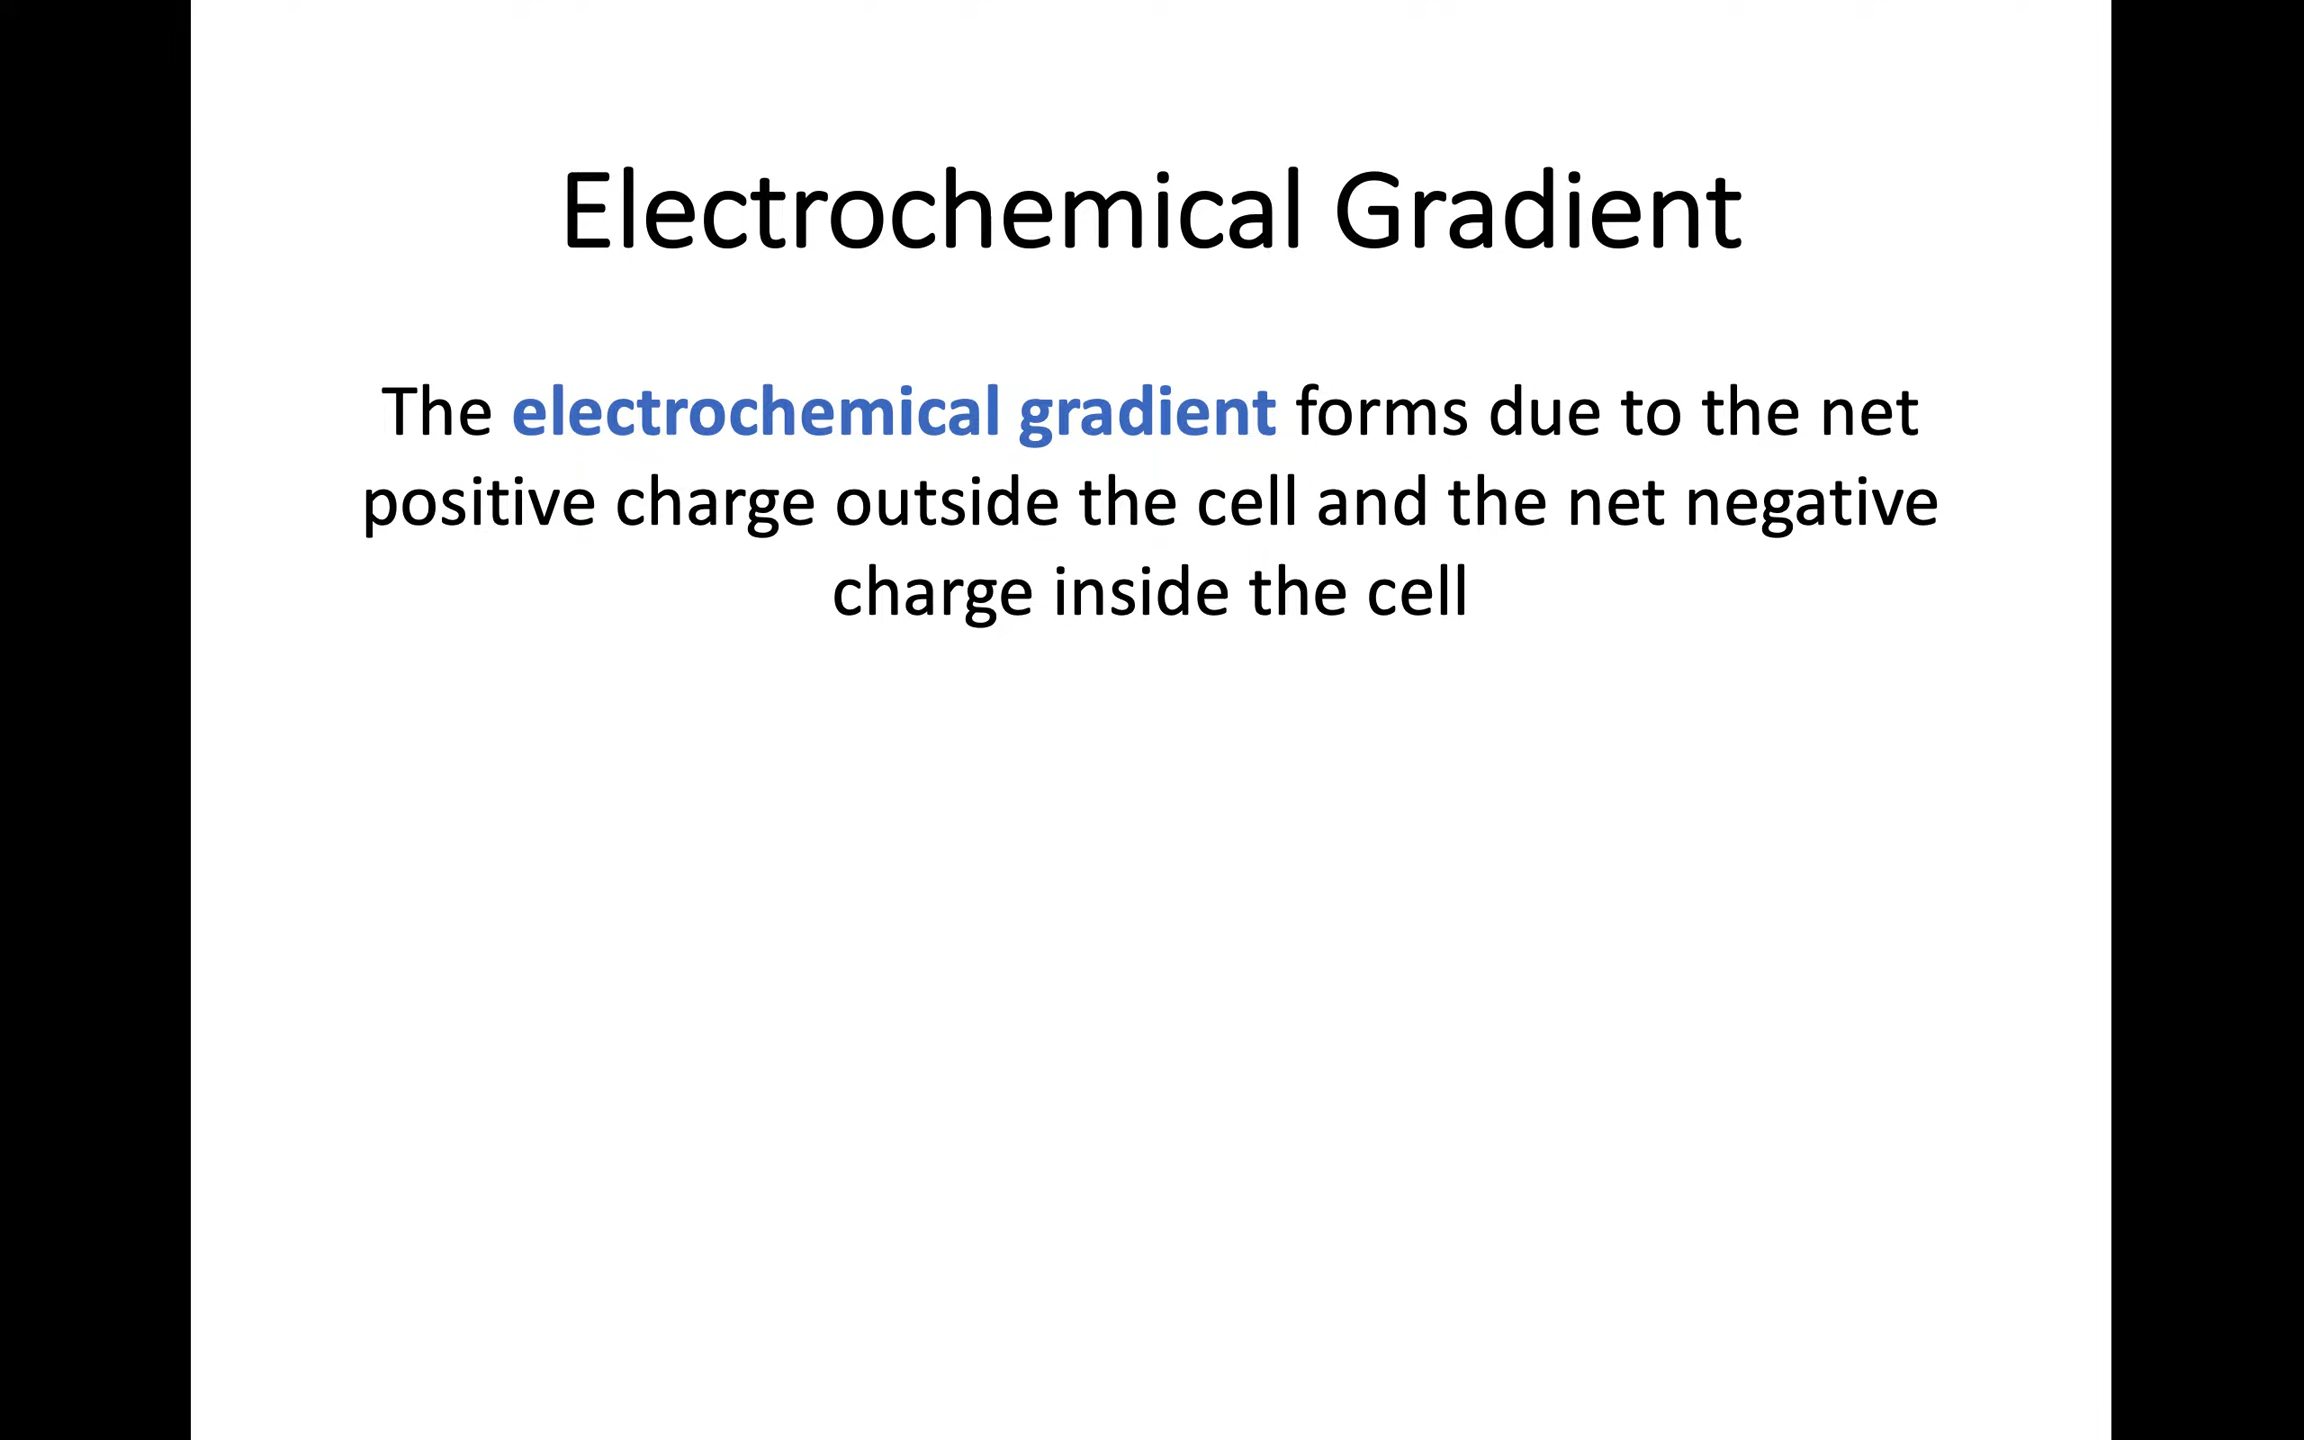 Electrochemical Gradient
The electrochemical gradient forms due to the net
positive charge outside the cell and the net negative
charge inside the cell